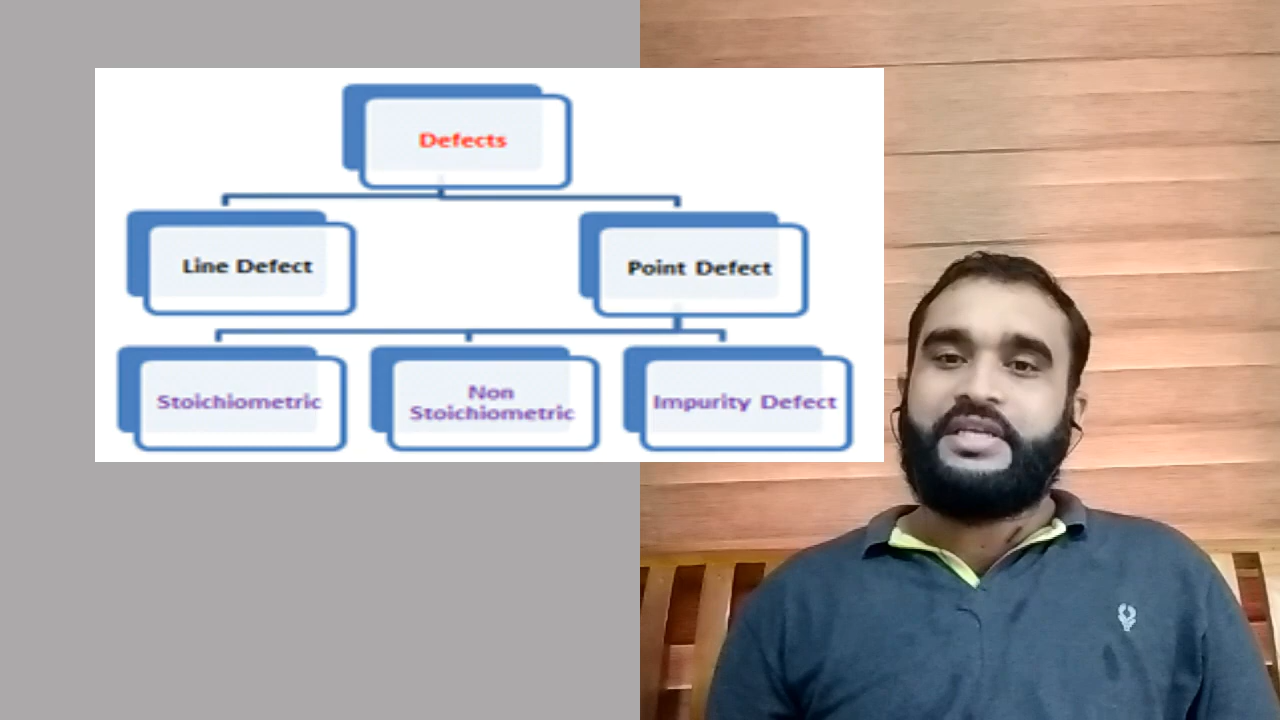 Defects
Line Defect
Point Defect
Stoichiometric
Non
Stoichiometric
Impurity Defect